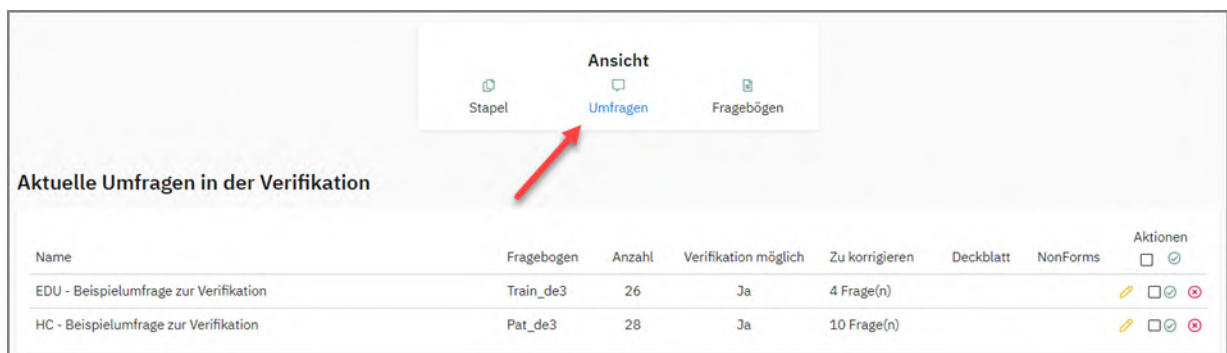 Ansicht
Stapel Umfragen Fragebögen
Aktuelle Umfragen in der Verifikation
Aktionen
Name Fragebogen Anzahl Verifikation möglich Zu korrigieren Deckblatt NonForms
EDU - Beispielumfrage zur Verifikation Train_de3 26 Ja 4 Frage(n)
HC - Beispielumfrage zur Verifikation Pat_de3 28 Ja 10 Frage(n)